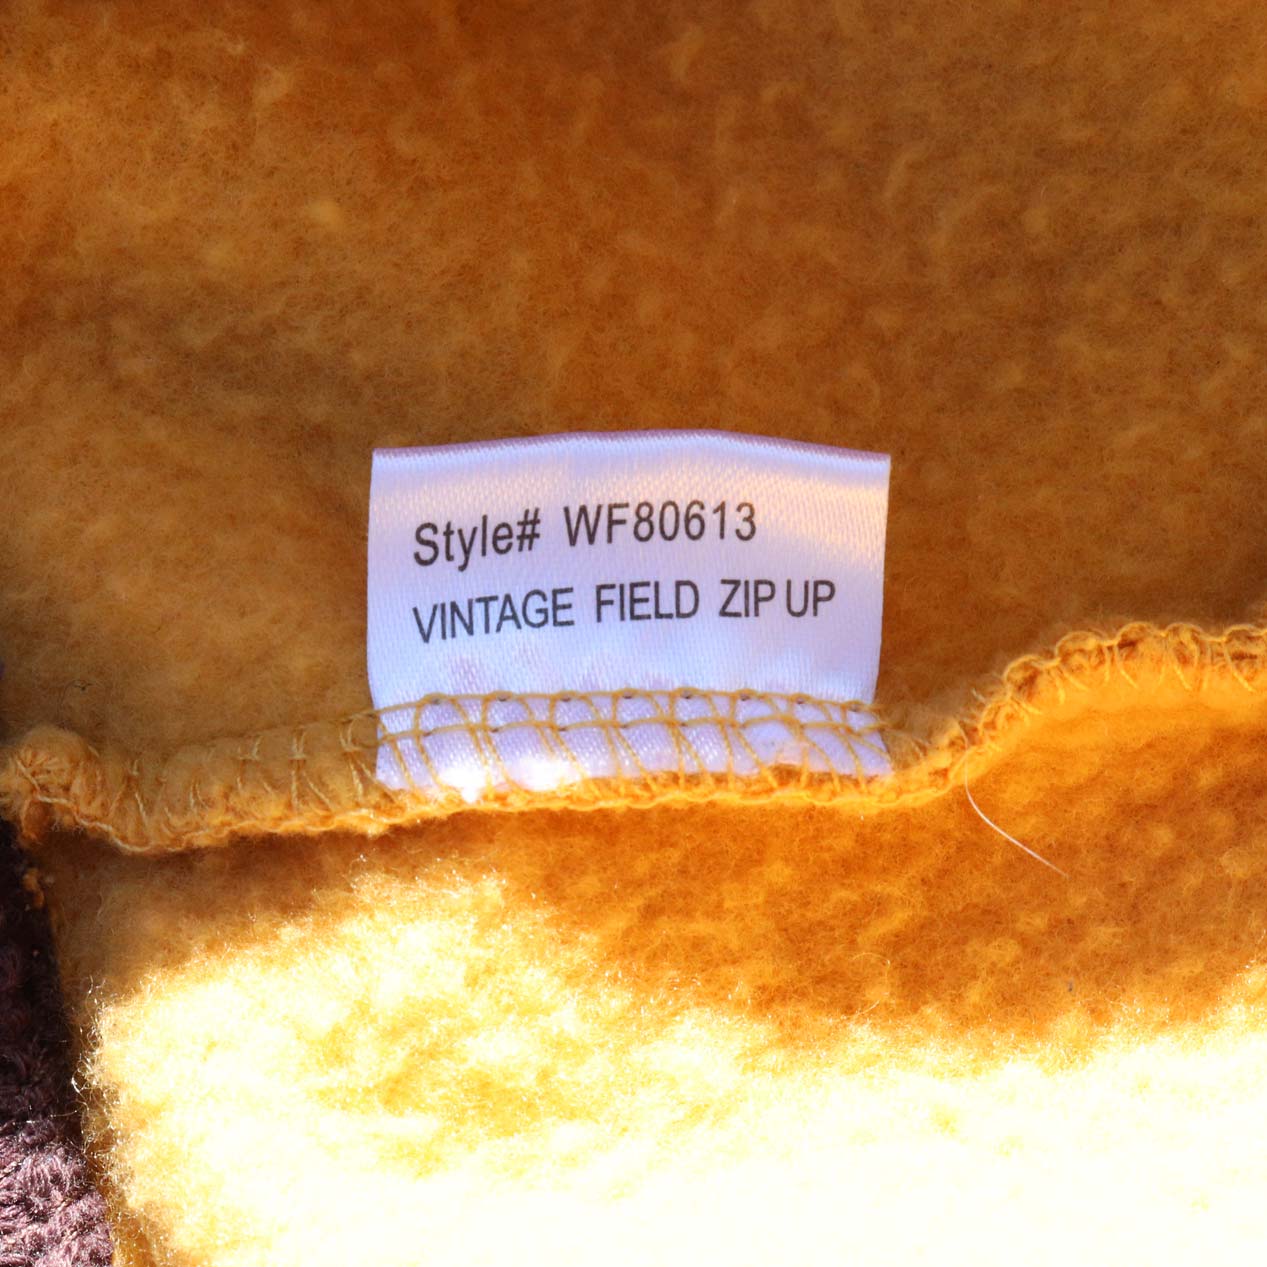 Style# WF80613
VINTAGE FIELD ZIP UP